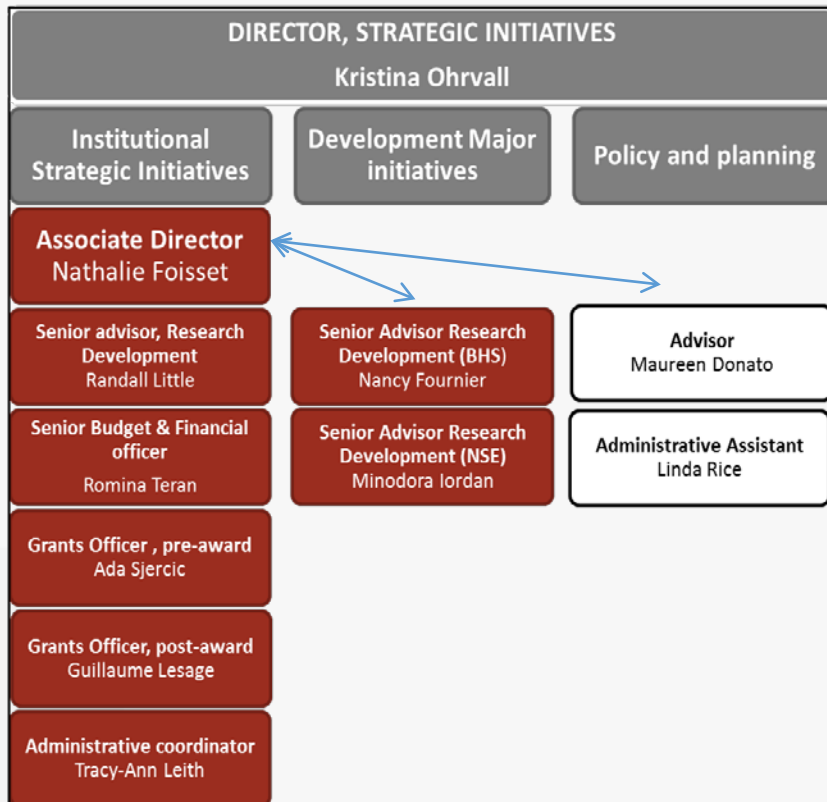 DIRECTOR, STRATEGIC INITIATIVES
Kristina Ohrvall
Institutional
Strategic Initiatives
Development Major
initiatives
Policy and planning
Associate Director
Nathalie Foisset
Senior advisor, Research
Development
Randall Little
Senior Advisor Research
Development (BHS)
Nancy Fournier
Advisor
Maureen Donato
Senior Budget & Financial
officer
Romina Teran
Senior Advisor Research
Development (NSE)
Minodora Iordan
Administrative Assistant
Linda Rice
Grants Officer , pre-award
Ada Sjercic
Grants Officer, post-award
Guillaume Lesage
Administrative coordinator
Tracy-Ann Leith